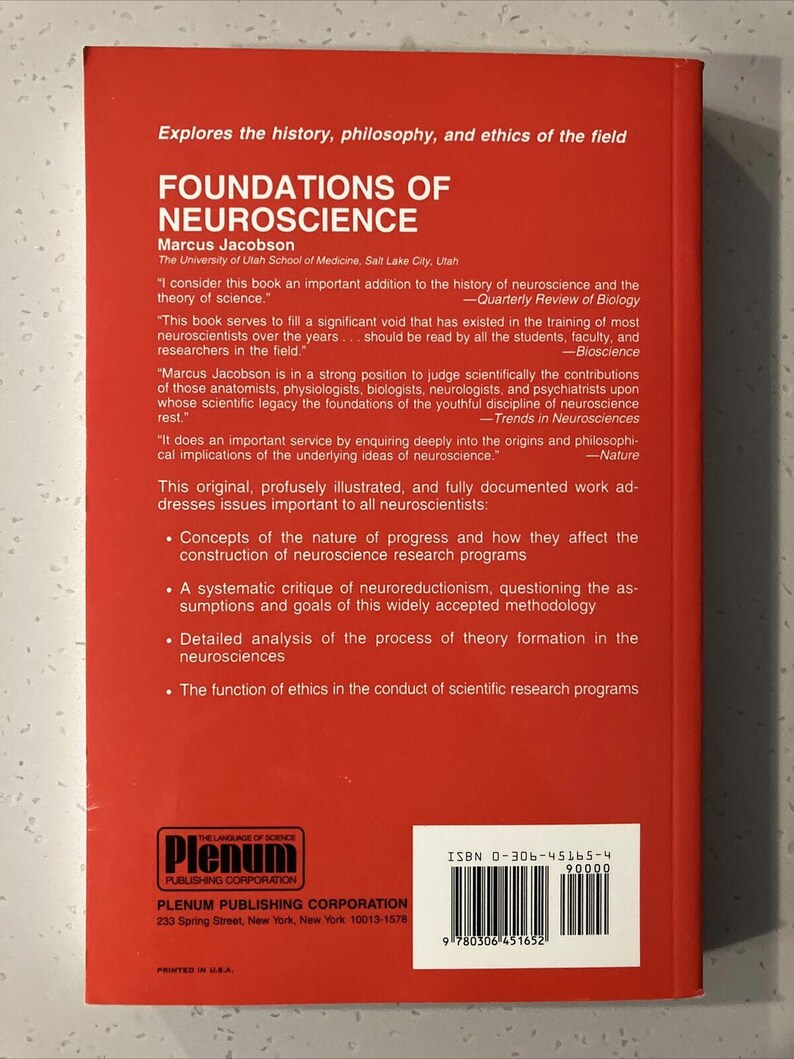 Explores the history, philosophy, and ethics of the field
FOUNDATIONS OF
NEUROSCIENCE
Marcus Jacobson
The University of Utah School of Medicine, Salt Lake City, Utah
“I consider this book an important addition to the history of neuroscience and the
theory of science.” —Quarterly Review of Biology
“This book serves to fill a significant void that has existed in the training of most
neuroscientists over the years . . . should be read by all the students, faculty, and
researchers in the field.” —Bioscience
“Marcus Jacobson is in a strong position to judge scientifically the contributions
of those anatomists, physiologists, biologists, neurologists, and psychiatrists upon
whose scientific legacy the foundations of the youthful discipline of neuroscience
rest.” —Trends in Neurosciences
“It does an important service by enquiring deeply into the origins and philosophi-
cal implications of the underlying ideas of neuroscience.” —Nature
This original, profusely illustrated, and fully documented work ad-
dresses issues important to all neuroscientists:
• Concepts of the nature of progress and how they affect the
construction of neuroscience research programs
• A systematic critique of neuroreductionism, questioning the as-
sumptions and goals of this widely accepted methodology
• Detailed analysis of the process of theory formation in the
neurosciences
• The function of ethics in the conduct of scientific research programs
THE LANGUAGE OF SCIENCE
Plenum
PUBLISHING CORPORATION
PLENUM PUBLISHING CORPORATION
233 Spring Street, New York, New York 10013-1578
PRINTED IN U.S.A.
ISBN 0-306-45165-4
90000
9 780306 451652